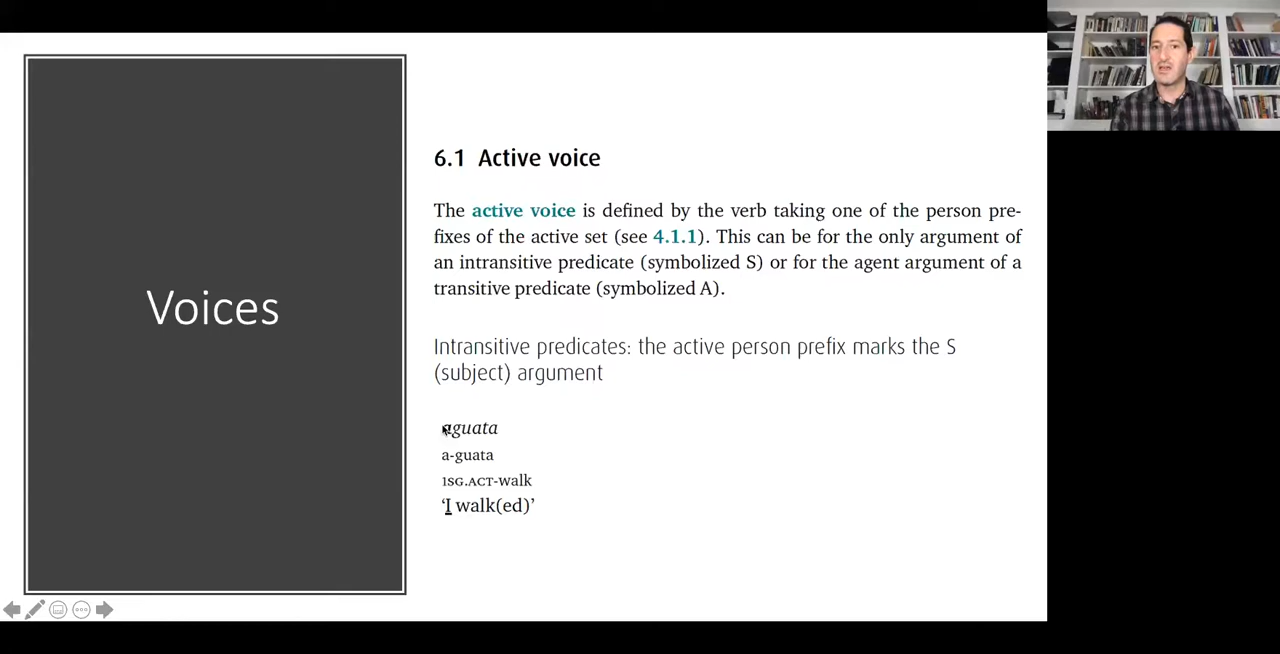 Voices
6.1 Active voice
The active voice is defined by the verb taking one of the person pre-
fixes of the active set (see 4.1.1). This can be for the only argument of
an intransitive predicate (symbolized S) or for the agent argument of a
transitive predicate (symbolized A).
Intransitive predicates: the active person prefix marks the S
(subject) argument
aguata
a-guata
1SG.ACT-walk
‘I walk(ed)’